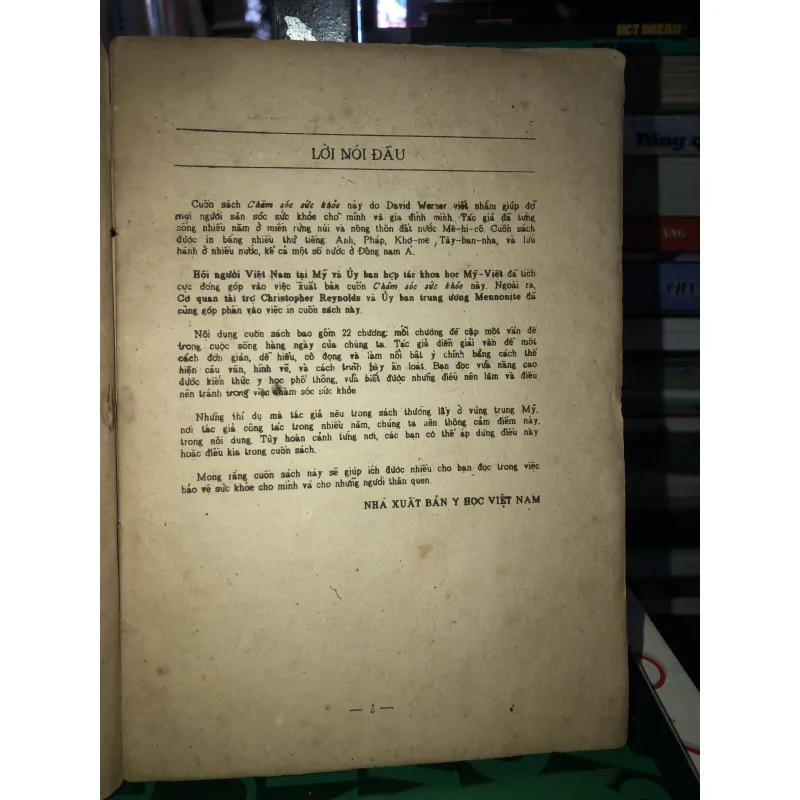 NCT DREAM
Tổng q
LỜI NÓI ĐẦU
Cuốn sách Chăm sóc sức khỏe này do David Werner viết nhằm giúp đỡ
mọi người săn sóc sức khỏe cho mình và gia đình mình. Tác giả đã từng
sống nhiều năm ở miền rừng núi và nông thôn đất nước Mê-hi-cô. Cuốn sách
được in bằng nhiều thứ tiếng: Anh, Pháp, Khơ-me, Tây-ban-nha, và lưu
hành ở nhiều nước, kể cả một số nước ở Đông nam Á.
Hội người Việt Nam tại Mỹ và Ủy ban hợp tác khoa học Mỹ-Việt đã tích
cực đóng góp vào việc xuất bản cuốn Chăm sóc sức khỏe này. Ngoài ra,
Cơ quan tài trợ Christopher Reynolds và Ủy ban trung ương Mennonite đã
cũng góp phần vào việc in cuốn sách này.
Nội dung cuốn sách bao gồm 22 chương: mỗi chương đề cập một vấn đề
trong cuộc sống hàng ngày của chúng ta. Tác giả diễn giải vấn đề một
cách đơn giản, dễ hiểu, cô đọng và làm nổi bật ý chính bằng cách thể
hiện câu văn, hình vẽ, và cách trình bày ấn loát. Bạn đọc vừa nâng cao
được kiến thức y học phổ thông, vừa biết được những điều nên làm và điều
nên tránh trong việc chăm sóc sức khỏe
Những thí dụ mà tác giả nêu trong sách thường lấy ở vùng trung Mỹ,
nơi tác giả công tác trong nhiều năm, chúng ta nên thông cảm điểm này,
trong nội dung. Tùy hoàn cảnh từng nơi, các bạn có thể áp dụng điều này
hoặc điều kia trong cuốn sách.
Mong rằng cuốn sách này sẽ giúp ích được nhiều cho bạn đọc trong việc
bảo vệ sức khỏe cho mình và cho những người thân quen.
NHÀ XUẤT BẢN Y HỌC VIỆT NAM
— i —